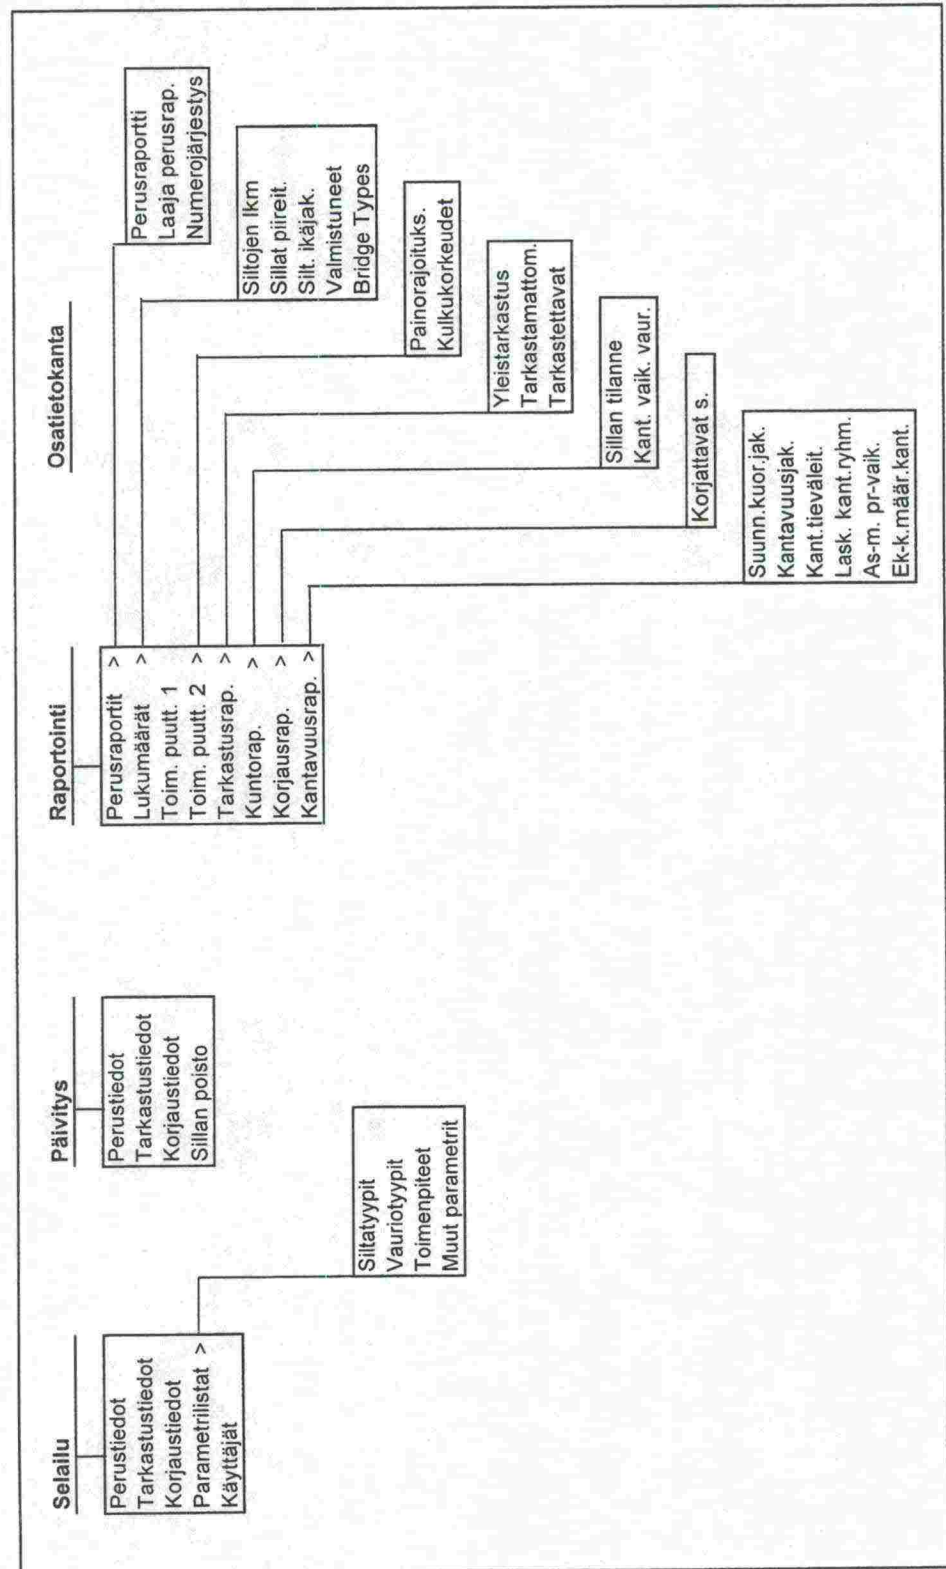 Selailu
Perustiedot
Tarkastustiedot
Korjaustiedot
Parametrilistat >
Käyttäjät
Siltatyypit
Vauriotyypit
Toimenpiteet
Muut parametrit
Päivitys
Perustiedot
Tarkastustiedot
Korjaustiedot
Sillan poisto
Raportointi
Perusraportit >
Lukumäärät >
Toim. puutt. 1
Toim. puutt. 2 >
Tarkastusrap. >
Kuntorap. >
Korjausrap. >
Kantavuusrap. >
Osatietokanta
Perusraportti
Laaja perusrap.
Numerojärjestys
Siltojen lkm
Sillat piireit.
Silt. ikäjak.
Valmistuneet
Bridge Types
Painorajoituks.
Kulkukorkeudet
Yleistarkastus
Tarkastamattom.
Tarkastettavat
Sillan tilanne
Kant. vaik. vaur.
Korjattavat s.
Suunn.kuor.jak.
Kantavuusjak.
Kant.tieväleit.
Lask. kant.ryhm.
As-m. pr-vaik.
Ek-k.määr.kant.